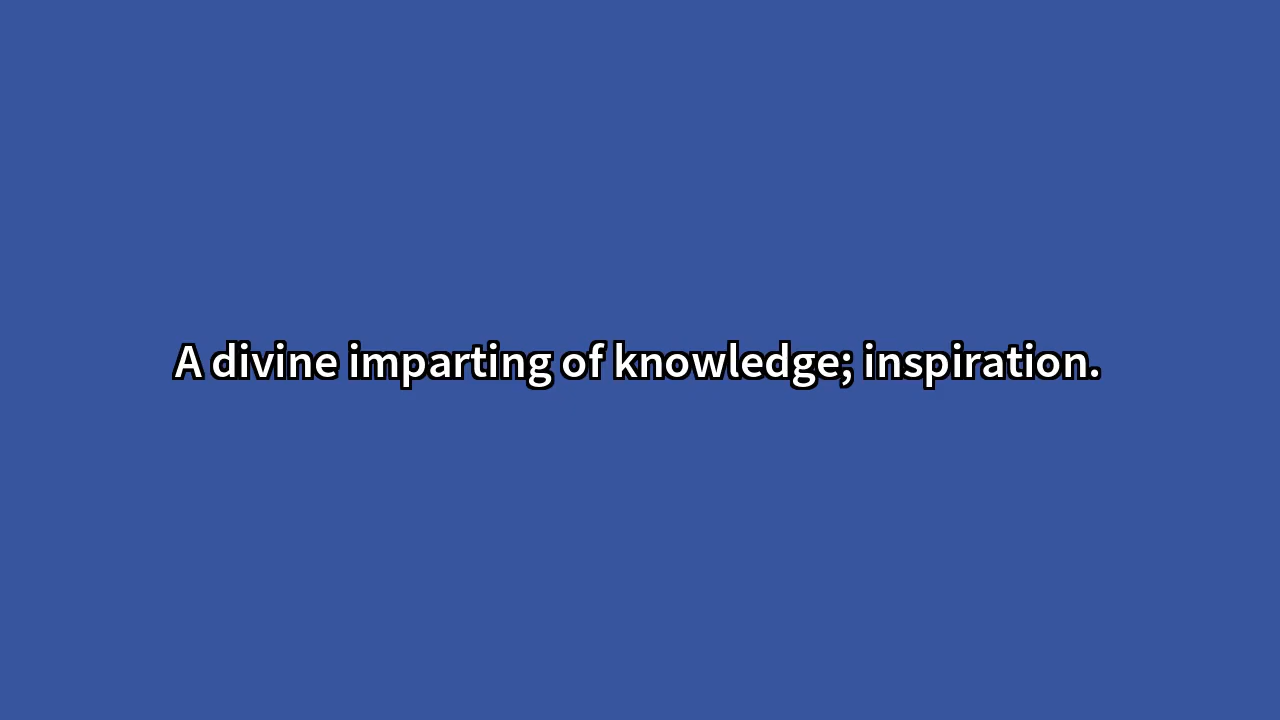 A divine imparting of knowledge; inspiration.